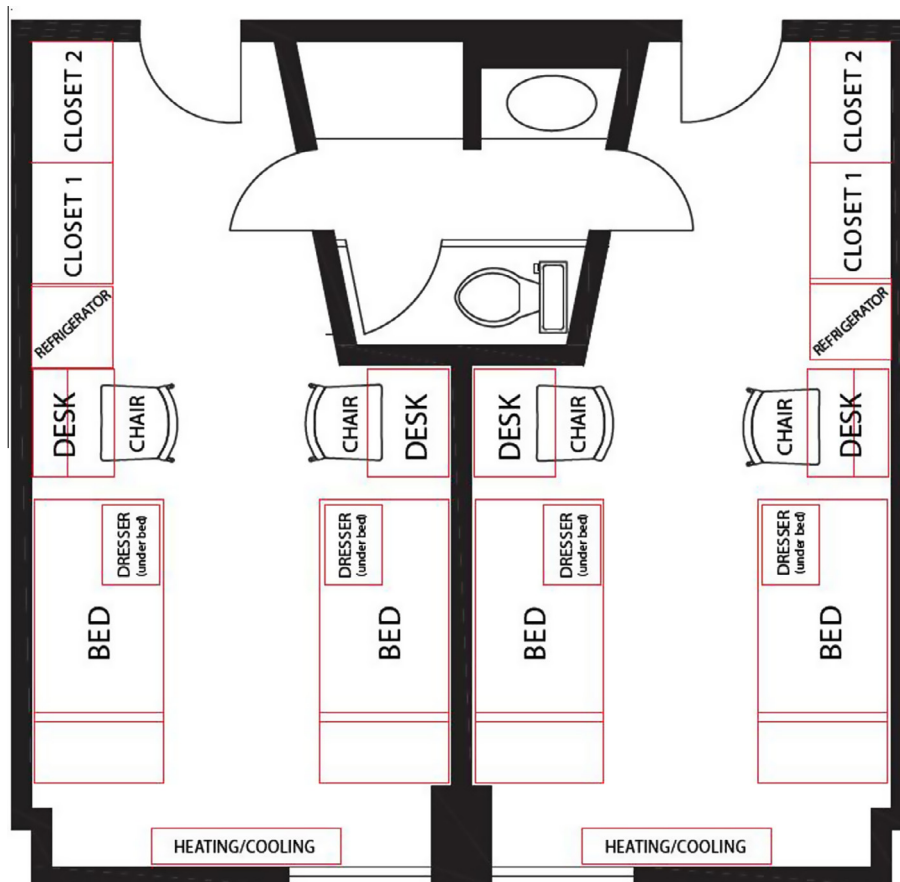 CLOSET 2
CLOSET 2
CLOSET 1
CLOSET 1
REFRIGERATOR
REFRIGERATOR
DESK
CHAIR
CHAIR
DESK
DESK
CHAIR
CHAIR
DESK
DRESSER
(under bed)
DRESSER
(under bed)
DRESSER
(under bed)
DRESSER
(under bed)
BED
BED
BED
BED
HEATING/COOLING
HEATING/COOLING